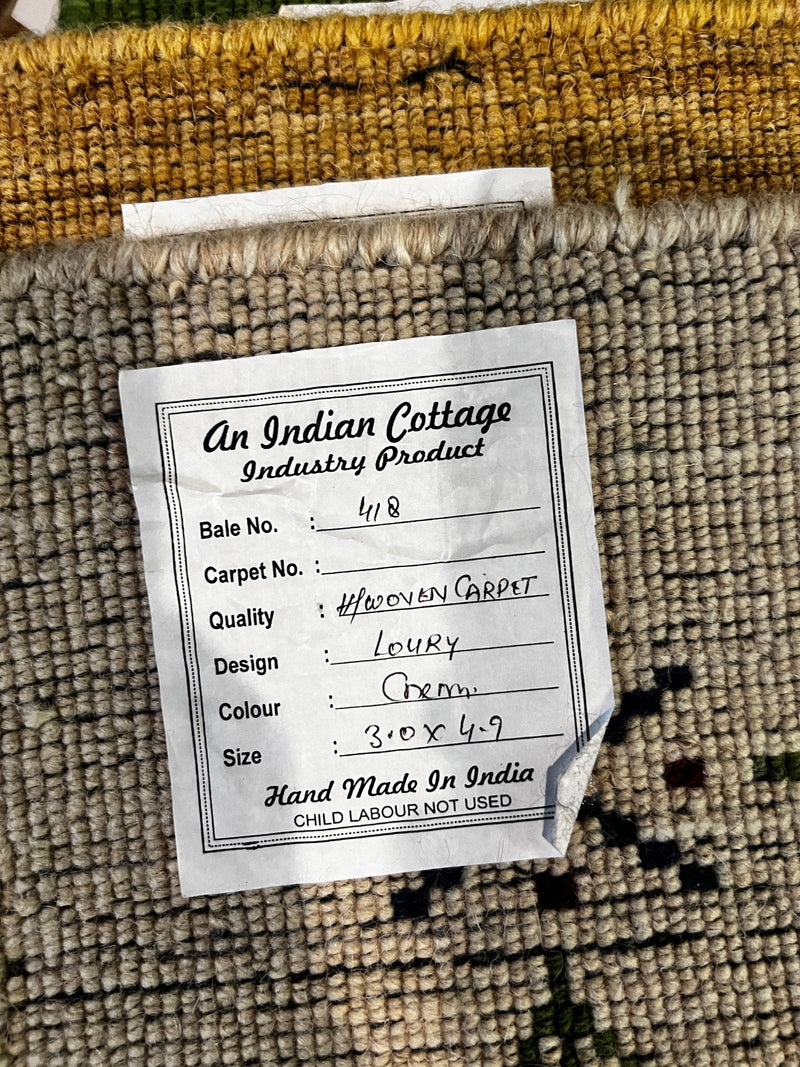 An Indian Cottage
Industry Product
Bale No. : 418
Carpet No. :
Quality : H/WOVEN CARPET
Design : LOURY
Colour : Crem.
Size : 3.0 x 4.9
Hand Made In India
CHILD LABOUR NOT USED